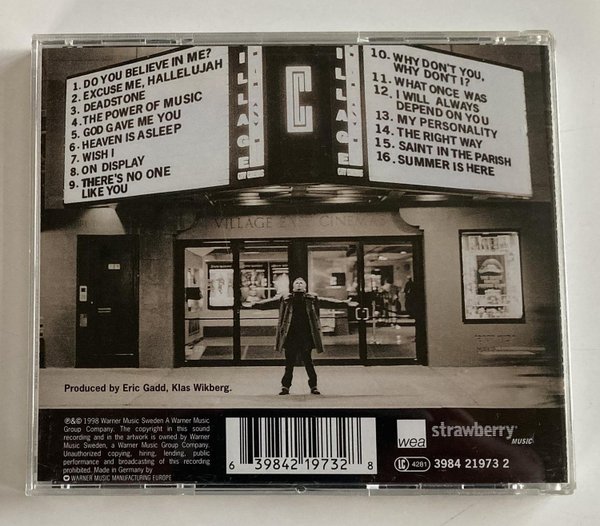 1. DO YOU BELIEVE IN ME?
2. EXCUSE ME, HALLELUJAH
3. DEADSTONE
4. THE POWER OF MUSIC
5. GOD GAVE ME YOU
6. HEAVEN IS ASLEEP
7. WISH I
8. ON DISPLAY
9. THERE'S NO ONE
LIKE YOU
ILLAGE
CITY CINEMAS
C
ILLAGE
CITY CINEMAS
10. WHY DON'T YOU,
WHY DON'T I?
11. WHAT ONCE WAS
12. I WILL ALWAYS
DEPEND ON YOU
13. MY PERSONALITY
14. THE RIGHT WAY
15. SAINT IN THE PARISH
16. SUMMER IS HERE
VILLAGE
CINEMA
Produced by Eric Gadd, Klas Wikberg.
℗&© 1998 Warner Music Sweden A Warner Music
Group Company. The copyright in this sound
recording and in the artwork is owned by Warner
Music Sweden, a Warner Music Group Company.
Unauthorized copying, hiring, lending, public
performance and broadcasting of this recording
prohibited. Made in Germany by
WARNER MUSIC MANUFACTURING EUROPE
6 39842 19732 8
wea
strawberry
MUSIC
LC 4281 3984 21973 2